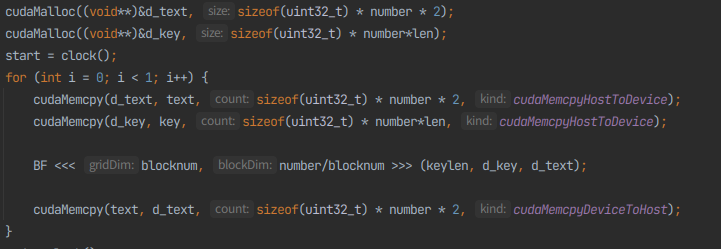 cudaMalloc((void**)&d_text, size: sizeof(uint32_t) * number * 2);
cudaMalloc((void**)&d_key, size: sizeof(uint32_t) * number*len);
start = clock();
for (int i = 0; i < 1; i++) {
cudaMemcpy(d_text, text, count: sizeof(uint32_t) * number * 2, kind: cudaMemcpyHostToDevice);
cudaMemcpy(d_key, key, count: sizeof(uint32_t) * number*len, kind: cudaMemcpyHostToDevice);
BF <<< gridDim: blocknum, blockDim: number/blocknum >>> (keylen, d_key, d_text);
cudaMemcpy(text, d_text, count: sizeof(uint32_t) * number * 2, kind: cudaMemcpyDeviceToHost);
}